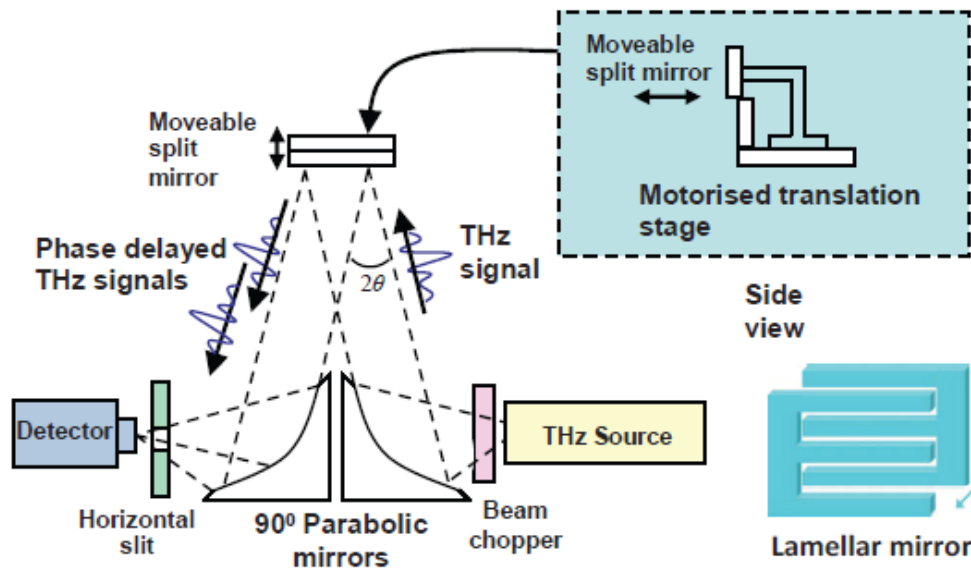 Moveable
split mirror
Motorised translation
stage
Moveable
split
mirror
Phase delayed
THz signals
THz
signal
2θ
Side
view
Detector
THz Source
Horizontal
slit
90⁰ Parabolic
mirrors
Beam
chopper
Lamellar mirror